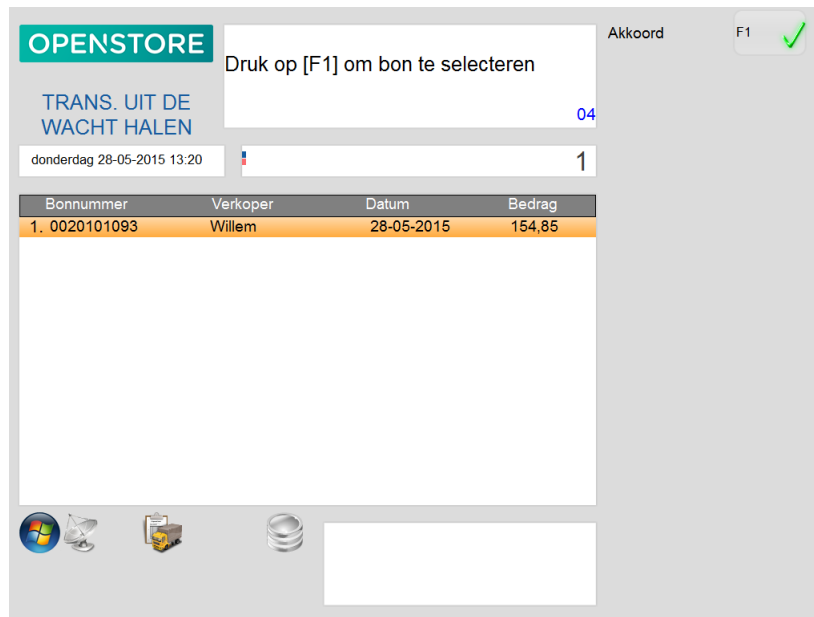 OPENSTORE
TRANS. UIT DE
WACHT HALEN
Druk op [F1] om bon te selecteren
04
Akkoord
F1
donderdag 28-05-2015 13:20
1
Bonnummer Verkoper Datum Bedrag
1. 0020101093 Willem 28-05-2015 154,85